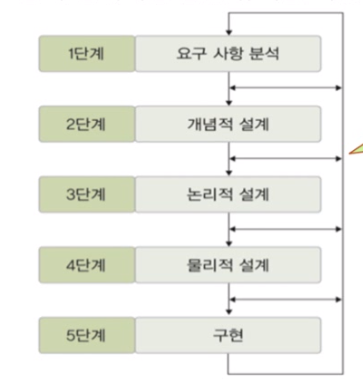 1단계 요구 사항 분석
2단계 개념적 설계
3단계 논리적 설계
4단계 물리적 설계
5단계 구현